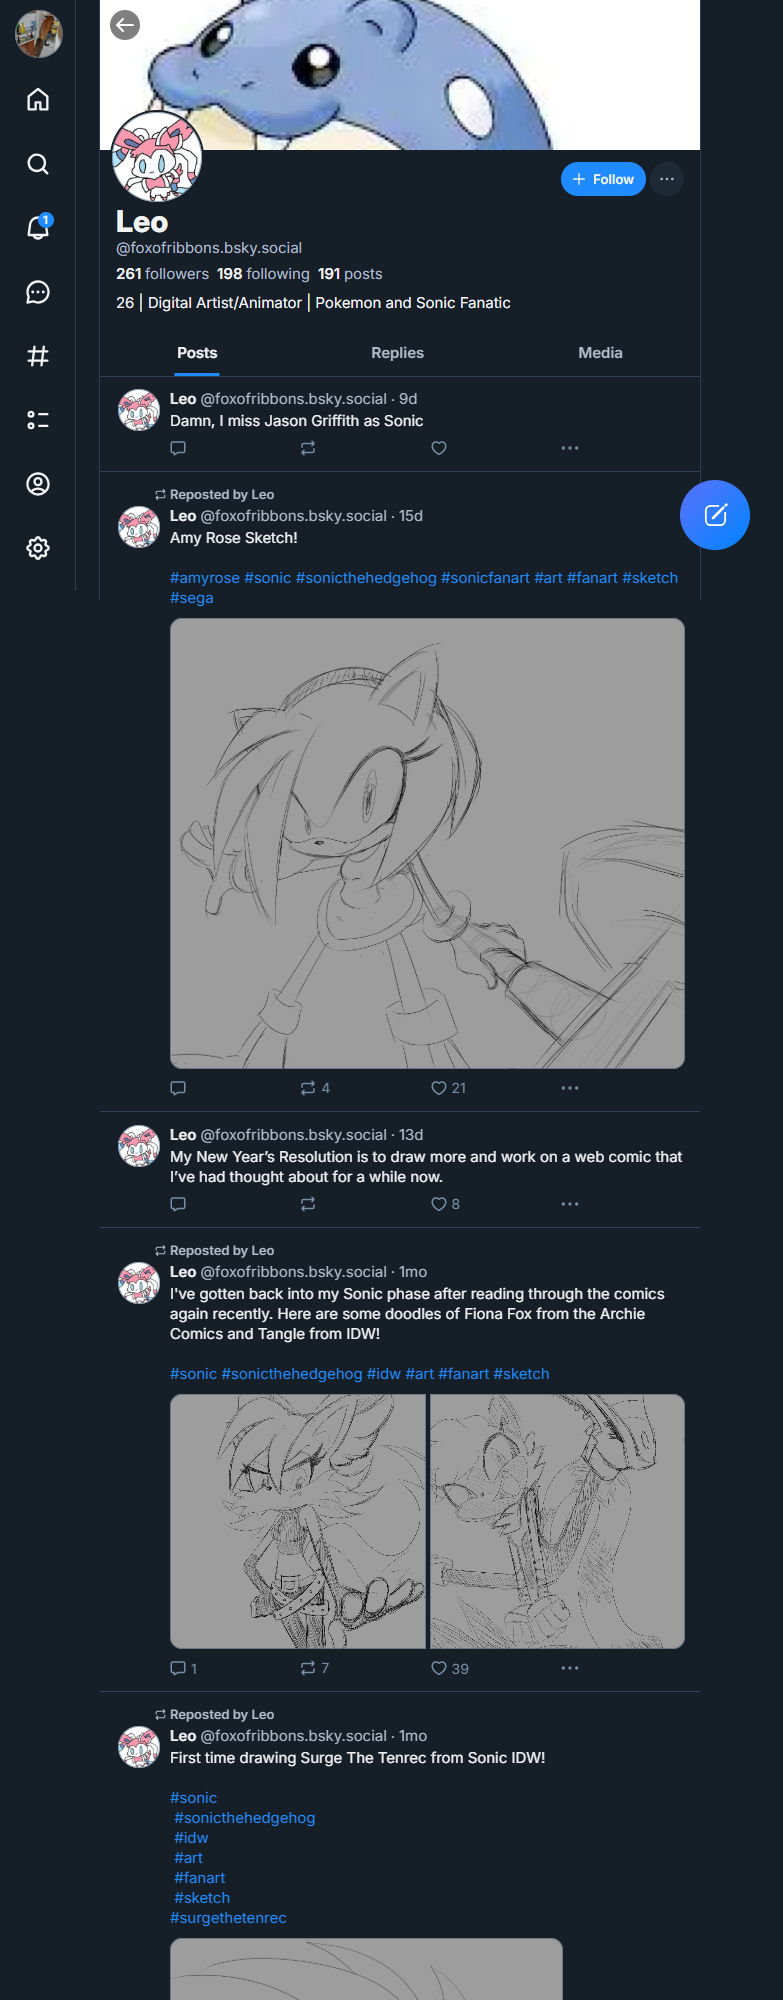 1
+ Follow
Leo
@foxofribbons.bsky.social
261 followers 198 following 191 posts
26 | Digital Artist/Animator | Pokemon and Sonic Fanatic
Posts Replies Media
Leo @foxofribbons.bsky.social · 9d
Damn, I miss Jason Griffith as Sonic
Reposted by Leo
Leo @foxofribbons.bsky.social · 15d
Amy Rose Sketch!
#amyrose #sonic #sonicthehedgehog #sonicfanart #art #fanart #sketch
#sega
4 21
Leo @foxofribbons.bsky.social · 13d
My New Year’s Resolution is to draw more and work on a web comic that
I’ve had thought about for a while now.
8
Reposted by Leo
Leo @foxofribbons.bsky.social · 1mo
I've gotten back into my Sonic phase after reading through the comics
again recently. Here are some doodles of Fiona Fox from the Archie
Comics and Tangle from IDW!
#sonic #sonicthehedgehog #idw #art #fanart #sketch
1 7 39
Reposted by Leo
Leo @foxofribbons.bsky.social · 1mo
First time drawing Surge The Tenrec from Sonic IDW!
#sonic
#sonicthehedgehog
#idw
#art
#fanart
#sketch
#surgethetenrec